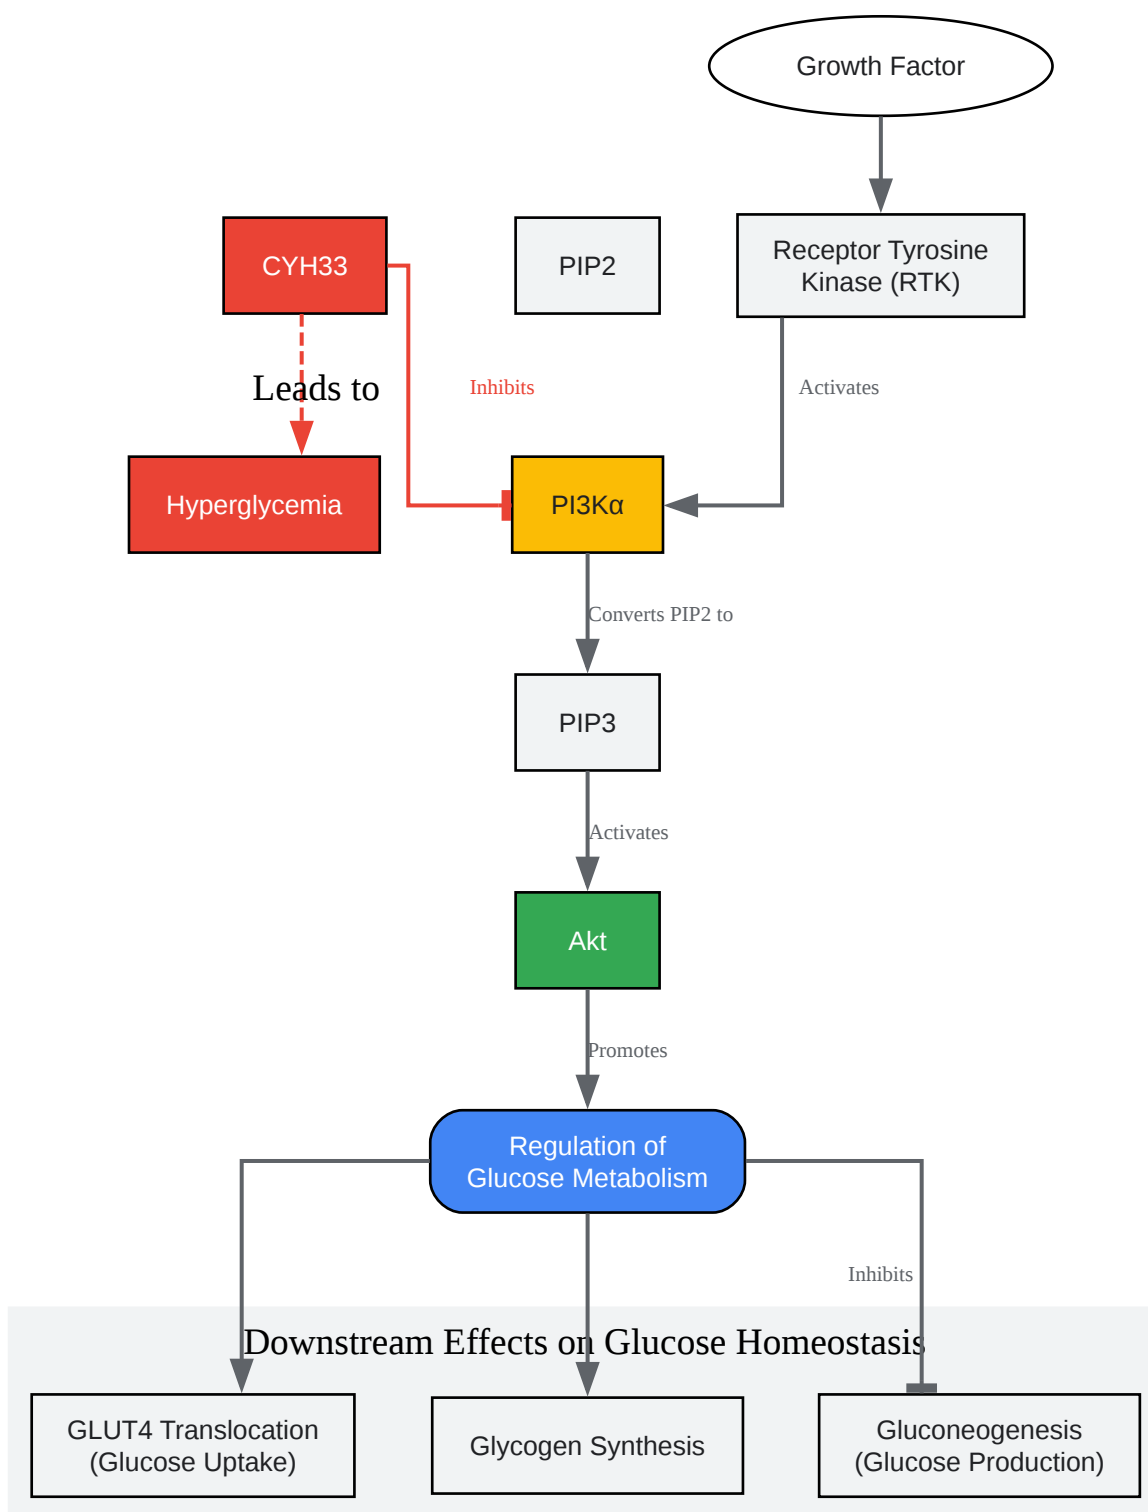 Growth Factor
CYH33
PIP2
Receptor Tyrosine
Kinase (RTK)
Leads to
Inhibits
Activates
Hyperglycemia
PI3Kα
Converts PIP2 to
PIP3
Activates
Akt
Promotes
Regulation of
Glucose Metabolism
Inhibits
Downstream Effects on Glucose Homeostasis
GLUT4 Translocation
(Glucose Uptake)
Glycogen Synthesis
Gluconeogenesis
(Glucose Production)